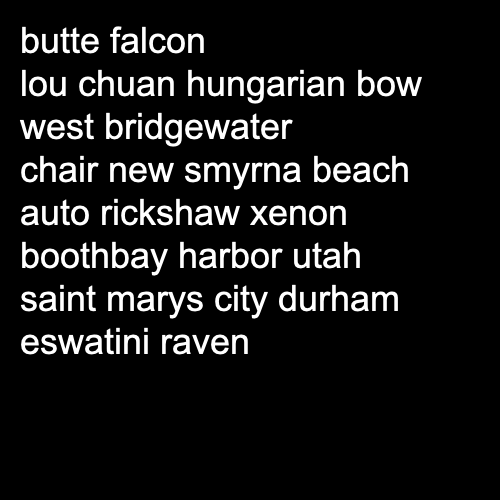 butte falcon
lou chuan hungarian bow
west bridgewater
chair new smyrna beach
auto rickshaw xenon
boothbay harbor utah
saint marys city durham
eswatini raven